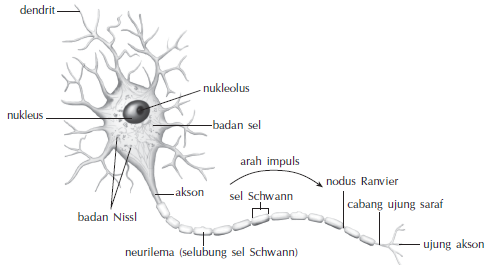 dendrit
nukleolus
nukleus
badan sel
arah impuls
nodus Ranvier
akson
sel Schwann
cabang ujung saraf
badan Nissl
ujung akson
neurilema (selubung sel Schwann)